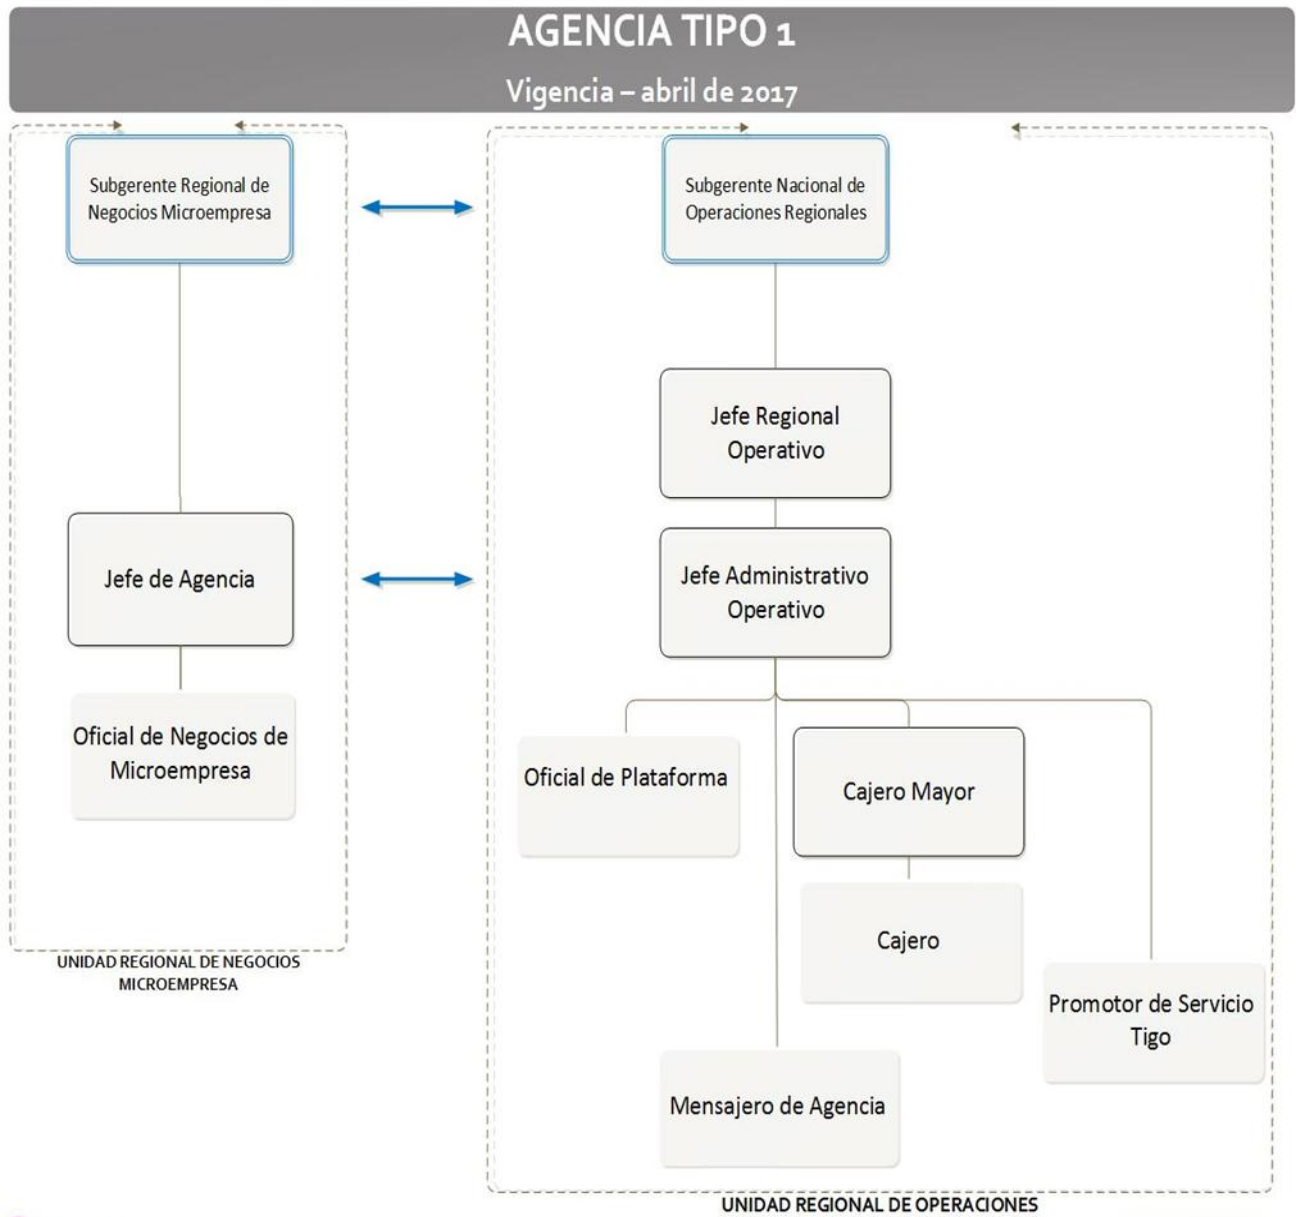 AGENCIA TIPO 1
Vigencia – abril de 2017
Subgerente Regional de
Negocios Microempresa
Jefe de Agencia
Oficial de Negocios de
Microempresa
UNIDAD REGIONAL DE NEGOCIOS
MICROEMPRESA
Subgerente Nacional de
Operaciones Regionales
Jefe Regional
Operativo
Jefe Administrativo
Operativo
Oficial de Plataforma
Cajero Mayor
Cajero
Promotor de Servicio
Tigo
Mensajero de Agencia
UNIDAD REGIONAL DE OPERACIONES